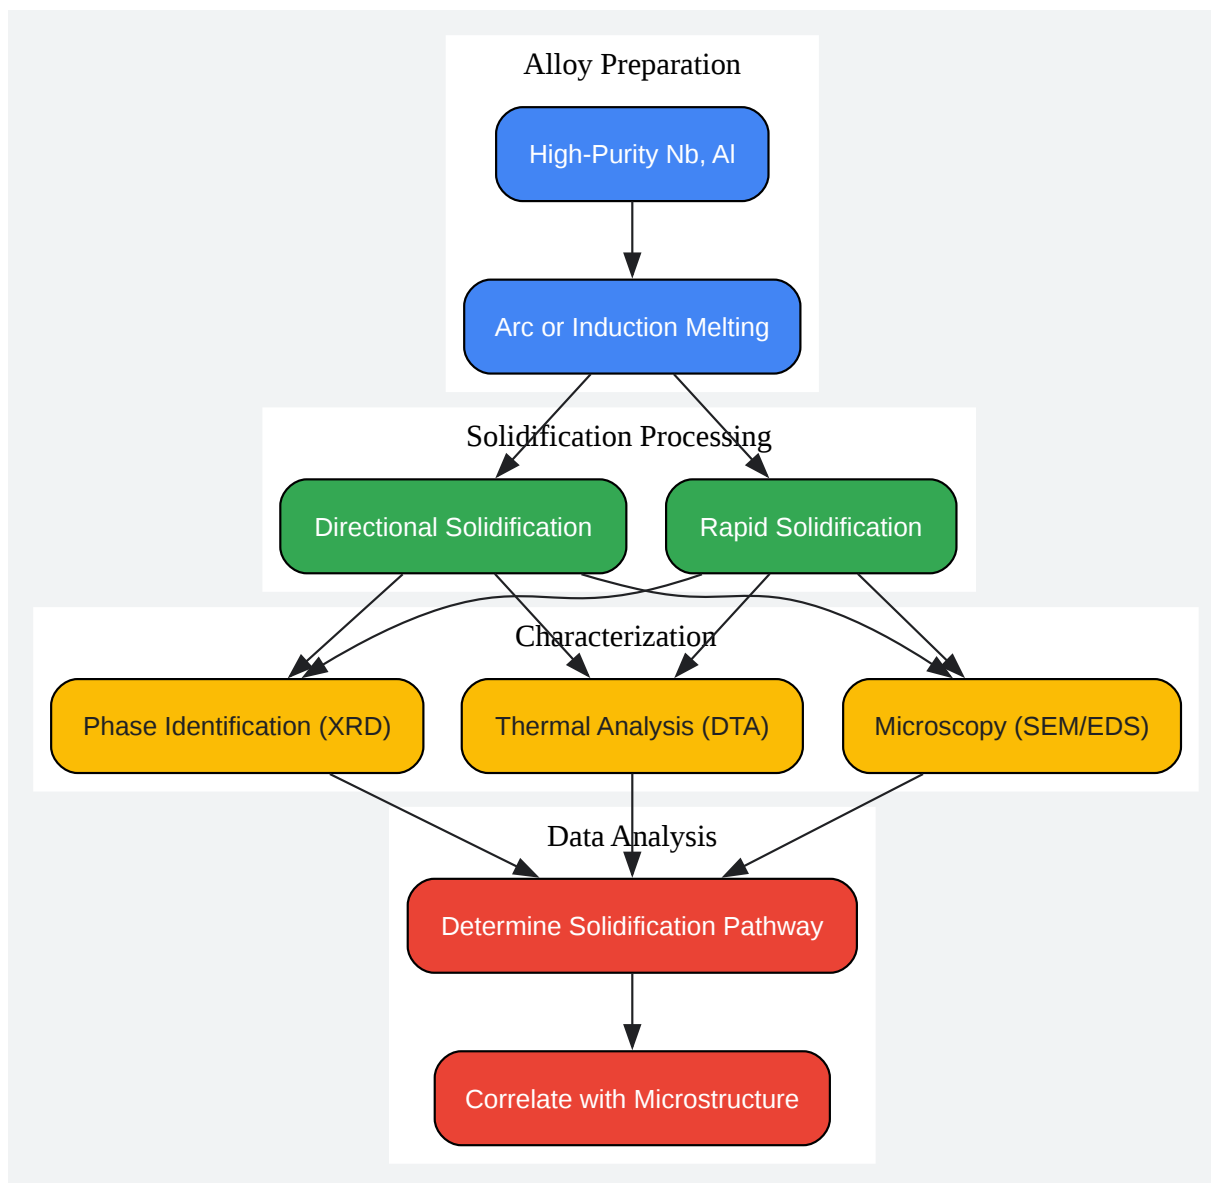 Alloy Preparation
High-Purity Nb, Al
Arc or Induction Melting
Solidification Processing
Directional Solidification
Rapid Solidification
Characterization
Phase Identification (XRD)
Thermal Analysis (DTA)
Microscopy (SEM/EDS)
Data Analysis
Determine Solidification Pathway
Correlate with Microstructure